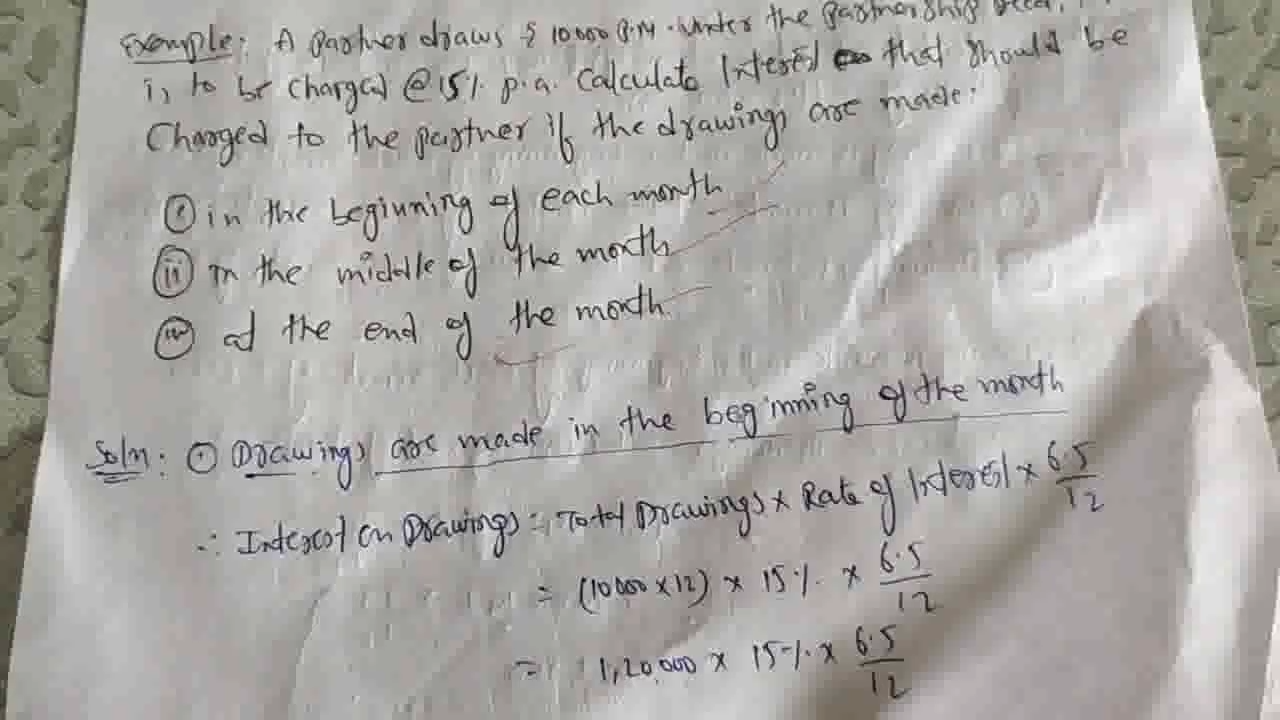 Example: A partner draws ₹ 10000 P.M. Under the partnership
is to be charged @ 15% p.a. Calculate Interest that should be
Charged to the partner if the drawings are made:
(i) in the beginning of each month
(ii) in the middle of the month
(iii) at the end of the month.
Soln: (i) Drawings are made in the beginning of the month
∴ Interest on Drawings = Total Drawings x Rate of Interest x 6.5/12
= (10000 x 12) x 15% x 6.5/12
= 1,20,000 x 15% x 6.5/12